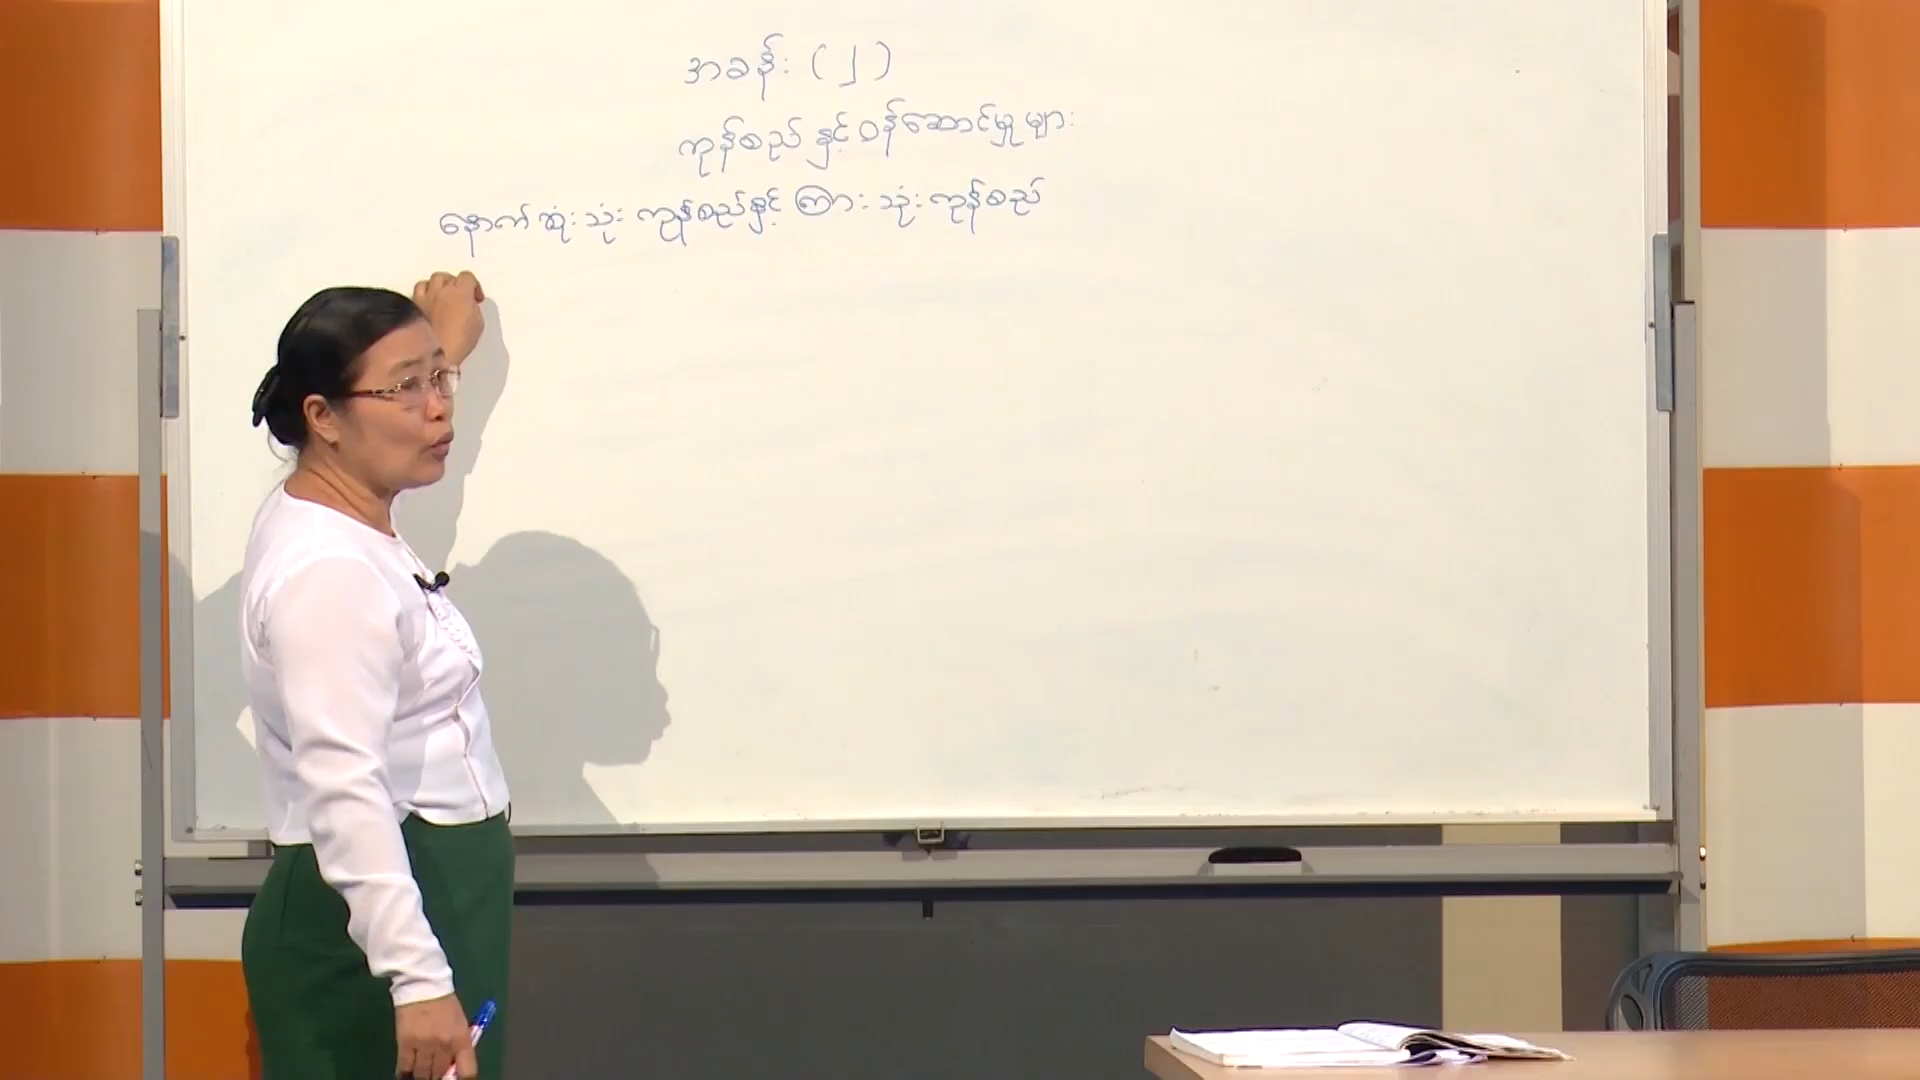 အခန်း (၂)
ကုန်စည် နှင့် ဝန်ဆောင်မှု များ
နောက်ဆုံးသုံး ကုန်စည်နှင့် ကြားသုံးကုန်စည်